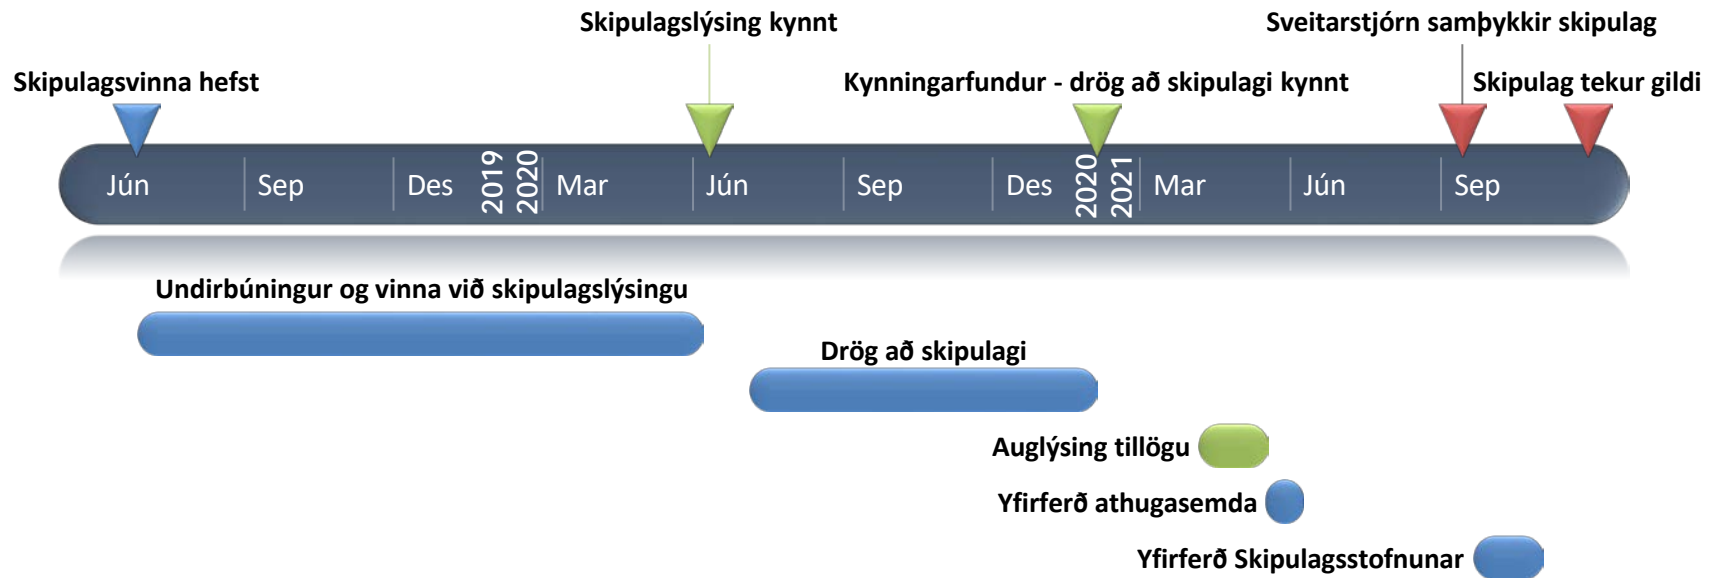 Skipulagslýsing kynnt
Sveitarstjórn samþykkir skipulag
Skipulagsvinna hefst
Kynningarfundur - drög að skipulagi kynnt
Skipulag tekur gildi
Jún
Sep
Des
2019
2020
Mar
Jún
Sep
Des
2020
2021
Mar
Jún
Sep
Undirbúningur og vinna við skipulagslýsingu
Drög að skipulagi
Auglýsing tillögu
Yfirferð athugasemda
Yfirferð Skipulagsstofnunar